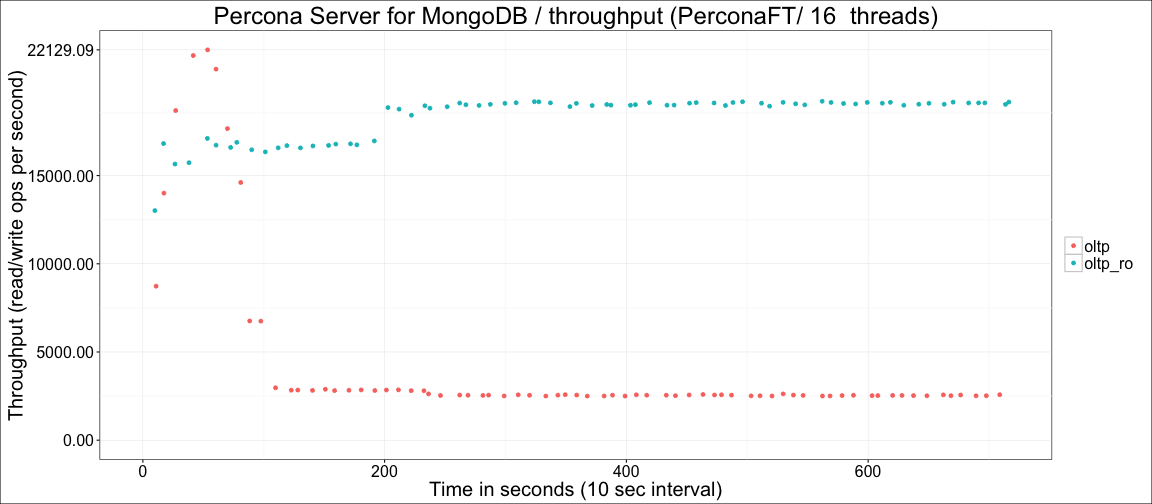 Percona Server for MongoDB / throughput (PerconaFT/ 16  threads)
Throughput (read/write ops per second)
22129.09
15000.00
10000.00
5000.00
0.00
0 200 400 600
Time in seconds (10 sec interval)
oltp
oltp_ro